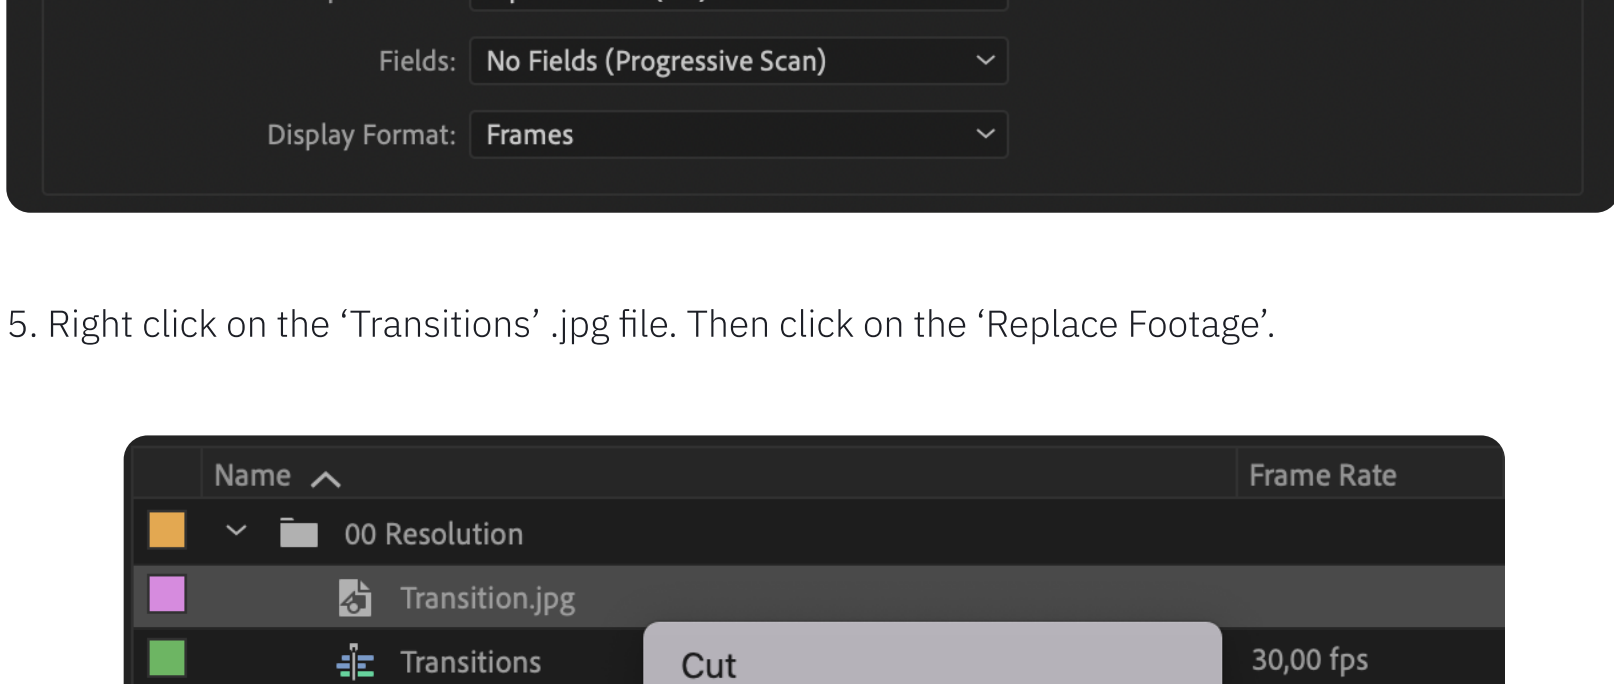 Fields: No Fields (Progressive Scan)
Display Format: Frames
5. Right click on the ‘Transitions’ .jpg file. Then click on the ‘Replace Footage’.
Name Frame Rate
00 Resolution
Transition.jpg
Transitions 30,00 fps
Cut